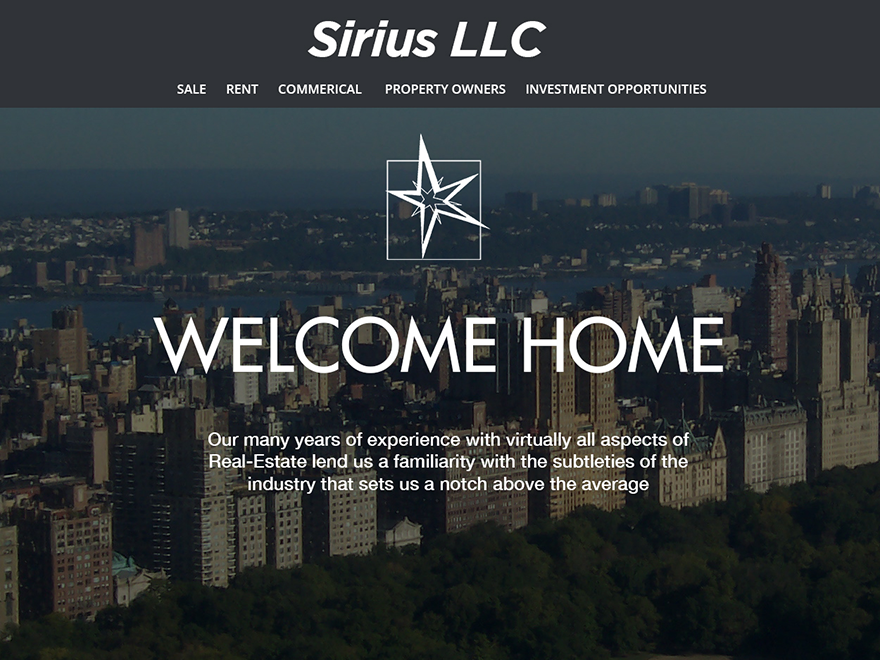 Sirius LLC
SALE RENT COMMERICAL PROPERTY OWNERS INVESTMENT OPPORTUNITIES
WELCOME HOME
Our many years of experience with virtually all aspects of
Real-Estate lend us a familiarity with the subtleties of the
industry that sets us a notch above the average